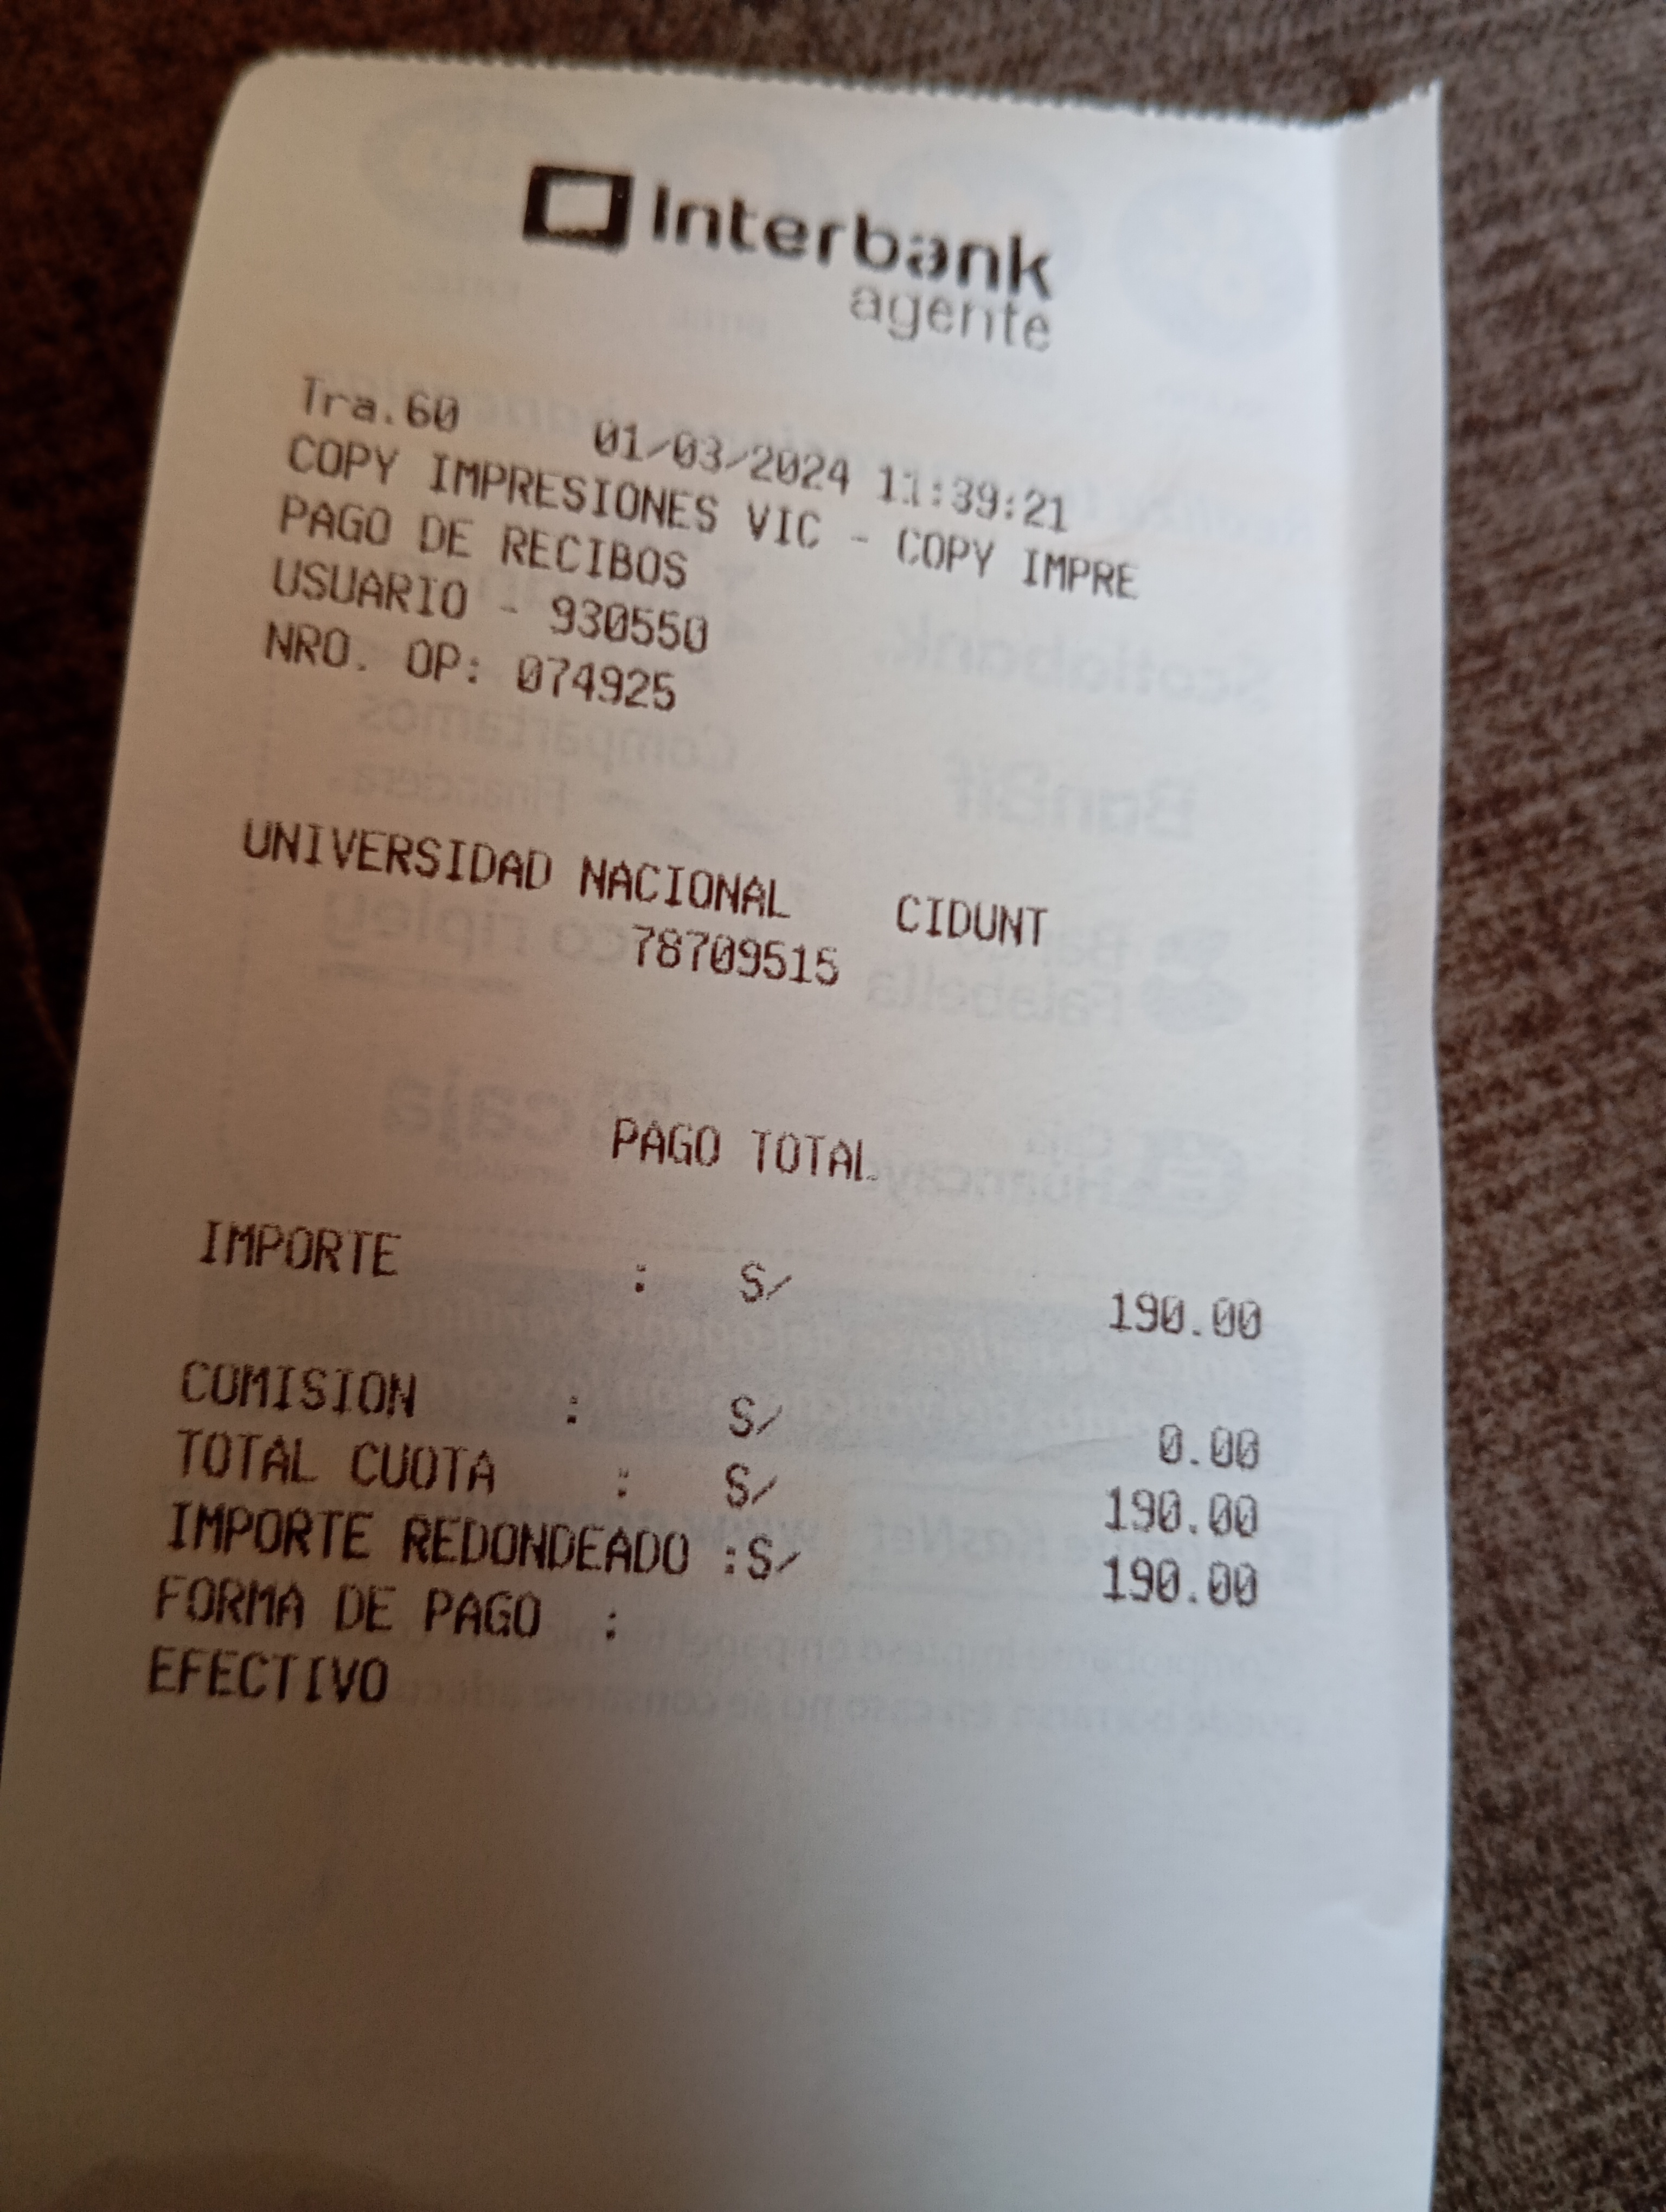 Interbank
agente
Tra.60 01/03/2024 11:39:21
COPY IMPRESIONES VIC - COPY IMPRE
PAGO DE RECIBOS
USUARIO - 930550
NRO. OP: 074925
UNIVERSIDAD NACIONAL CIDUNT
78709515
PAGO TOTAL
IMPORTE : S/ 190.00
COMISION : S/ 0.00
TOTAL CUOTA : S/ 190.00
IMPORTE REDONDEADO :S/ 190.00
FORMA DE PAGO :
EFECTIVO